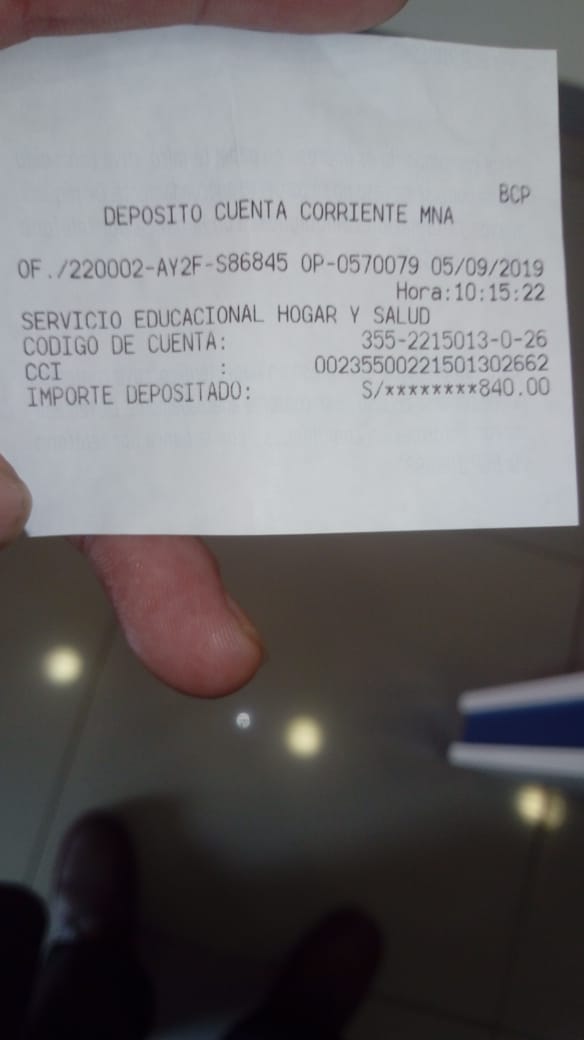 BCP
DEPOSITO CUENTA CORRIENTE MNA
OF./220002-AY2F-S86845 OP-0570079 05/09/2019
Hora:10:15:22
SERVICIO EDUCACIONAL HOGAR Y SALUD
CODIGO DE CUENTA: 355-2215013-0-26
CCI : 00235500221501302662
IMPORTE DEPOSITADO: S/********840.00